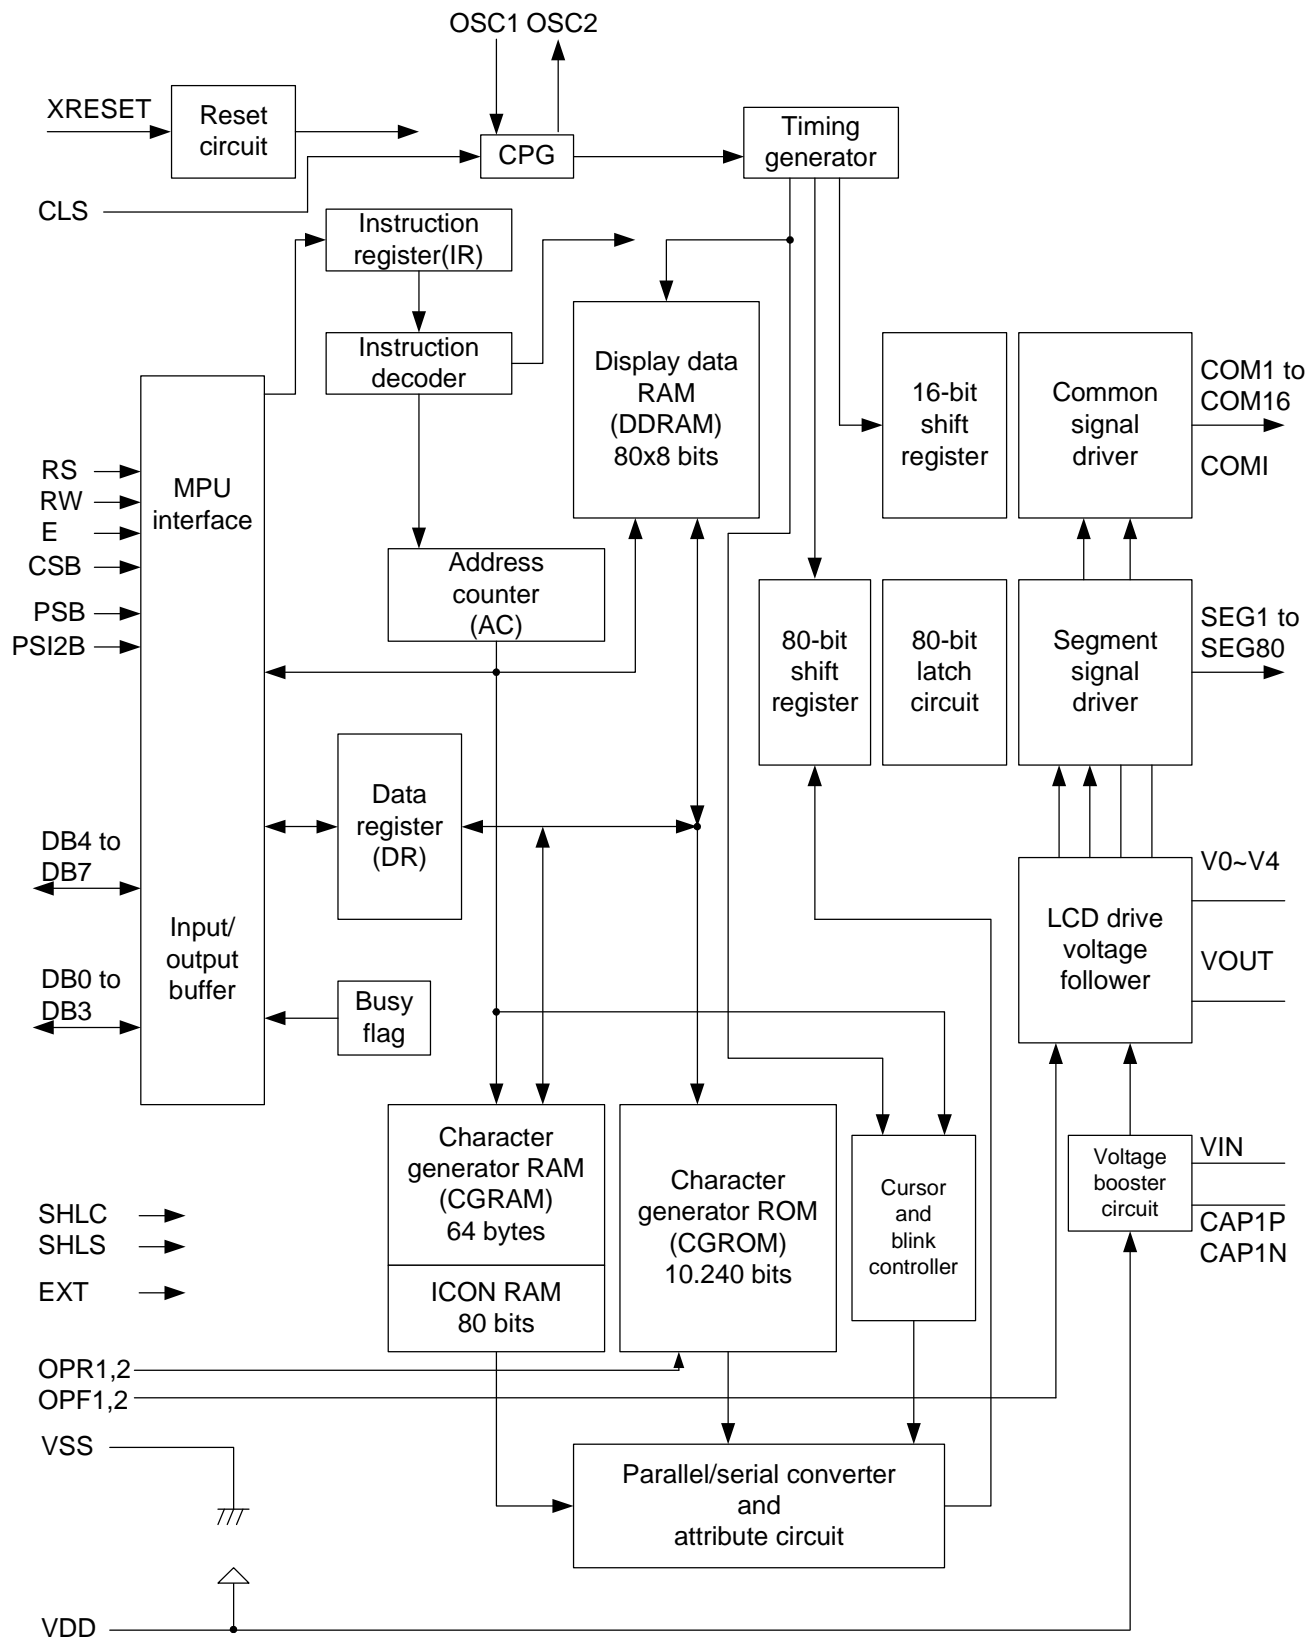 OSC1 OSC2
XRESET
Reset
circuit
CPG
Timing
generator
CLS
Instruction
register(IR)
Instruction
decoder
Display data
RAM
(DDRAM)
80x8 bits
16-bit
shift
register
Common
signal
driver
COM1 to
COM16
COMI
RS
RW
E
CSB
PSB
PSI2B
MPU
interface
Address
counter
(AC)
80-bit
shift
register
80-bit
latch
circuit
Segment
signal
driver
SEG1 to
SEG80
Data
register
(DR)
DB4 to
DB7
Input/
output
buffer
DB0 to
DB3
Busy
flag
LCD drive
voltage
follower
V0~V4
VOUT
Character
generator RAM
(CGRAM)
64 bytes
ICON RAM
80 bits
Character
generator ROM
(CGROM)
10.240 bits
Cursor
and
blink
controller
Voltage
booster
circuit
VIN
CAP1P
CAP1N
SHLC
SHLS
EXT
OPR1,2
OPF1,2
VSS
Parallel/serial converter
and
attribute circuit
VDD